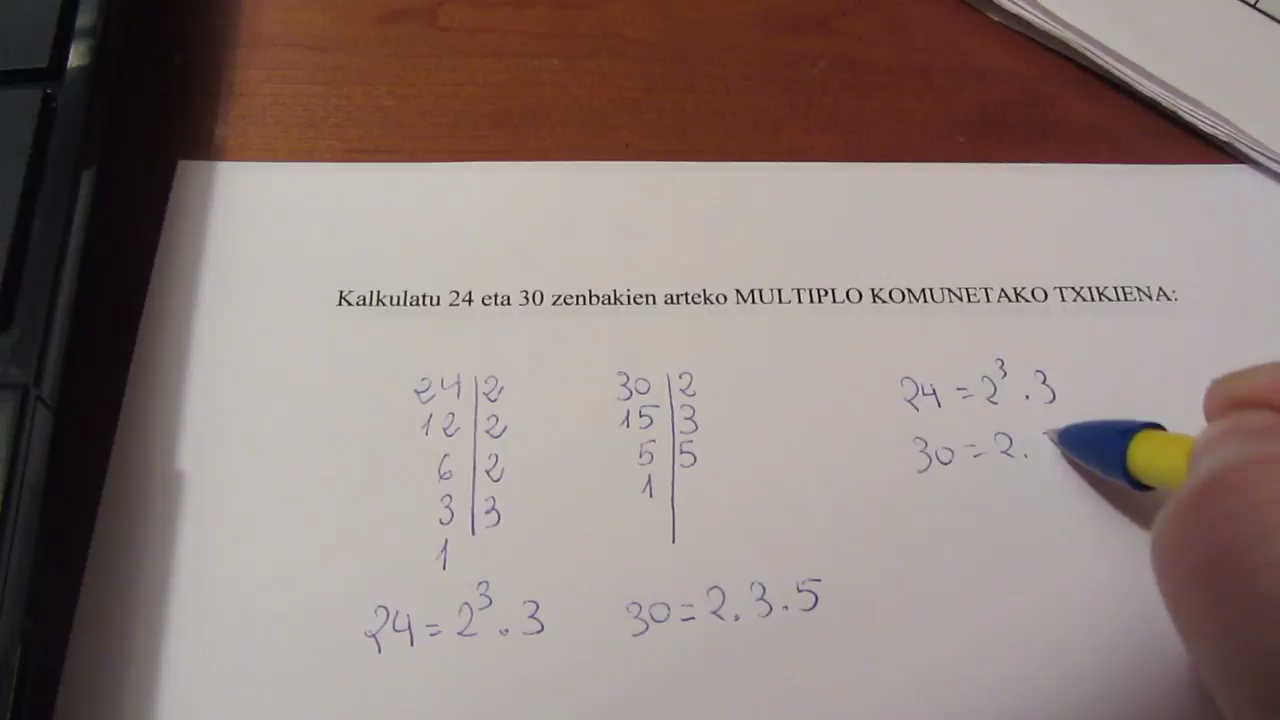 Kalkulatu 24 eta 30 zenbakien arteko MULTIPLO KOMUNETAKO TXIKIENA:
24 | 2
12 | 2
6 | 2
3 | 3
1
30 | 2
15 | 3
5 | 5
1
24 = 2³ . 3
30 = 2 . 3 . 5
24 = 2³ . 3
30 = 2 .